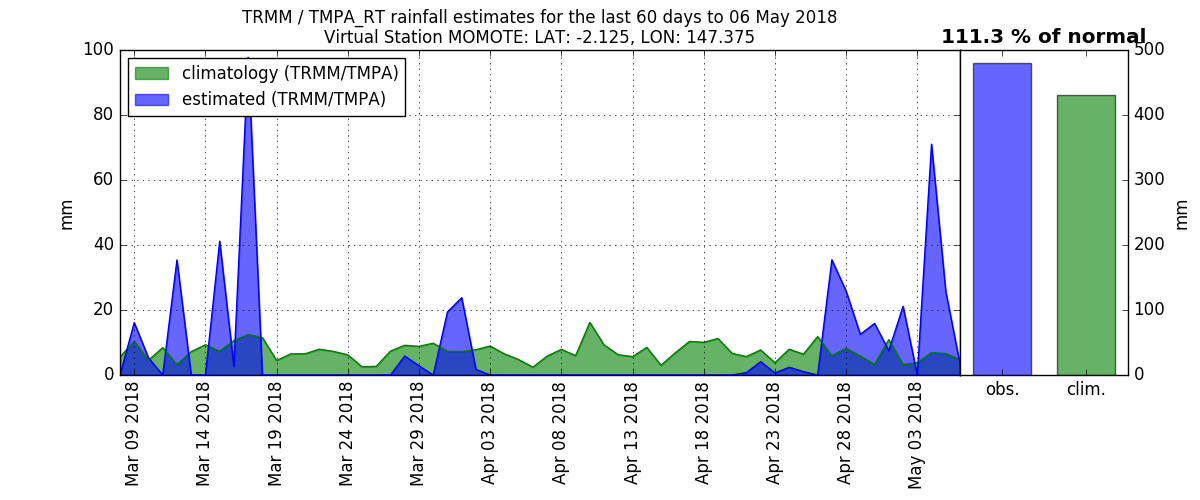 TRMM / TMPA_RT rainfall estimates for the last 60 days to 06 May 2018
Virtual Station MOMOTE: LAT: -2.125, LON: 147.375
111.3 % of normal
climatology (TRMM/TMPA)
estimated (TRMM/TMPA)
100
80
60
40
20
0
mm
Mar 09 2018
Mar 14 2018
Mar 19 2018
Mar 24 2018
Mar 29 2018
Apr 03 2018
Apr 08 2018
Apr 13 2018
Apr 18 2018
Apr 23 2018
Apr 28 2018
May 03 2018
obs.
clim.
500
400
300
200
100
0
mm